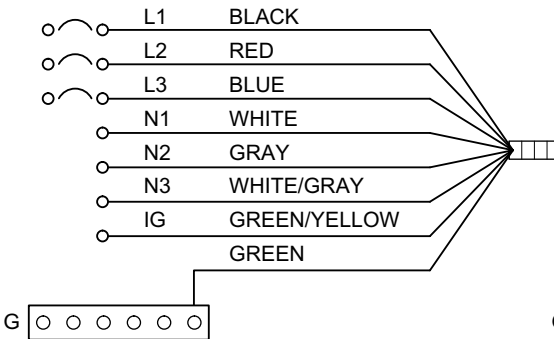 L1 BLACK
L2 RED
L3 BLUE
N1 WHITE
N2 GRAY
N3 WHITE/GRAY
IG GREEN/YELLOW
GREEN
G